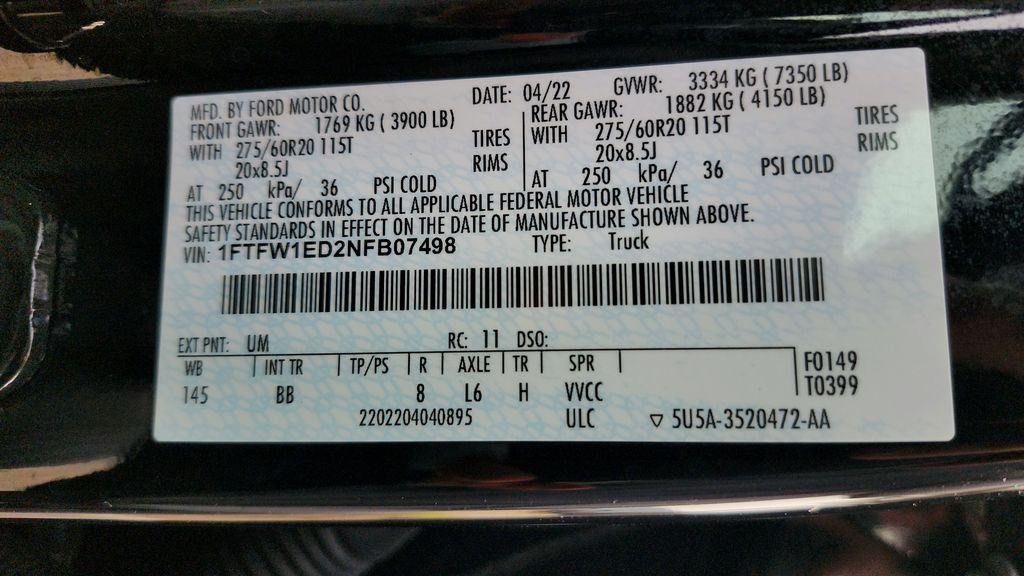 MFD. BY FORD MOTOR CO. DATE: 04/22 GVWR: 3334 KG ( 7350 LB)
FRONT GAWR: 1769 KG ( 3900 LB) REAR GAWR: 1882 KG ( 4150 LB)
WITH 275/60R20 115T TIRES WITH 275/60R20 115T TIRES
20x8.5J RIMS 20x8.5J RIMS
AT 250 kPa/ 36 PSI COLD AT 250 kPa/ 36 PSI COLD
THIS VEHICLE CONFORMS TO ALL APPLICABLE FEDERAL MOTOR VEHICLE
SAFETY STANDARDS IN EFFECT ON THE DATE OF MANUFACTURE SHOWN ABOVE.
VIN: 1FTFW1ED2NFB07498 TYPE: Truck
EXT PNT: UM RC: 11 DSO:
WB INT TR TP/PS R AXLE TR SPR F0149
145 BB 8 L6 H VVCC T0399
2202204040895 ULC ▽ 5U5A-3520472-AA